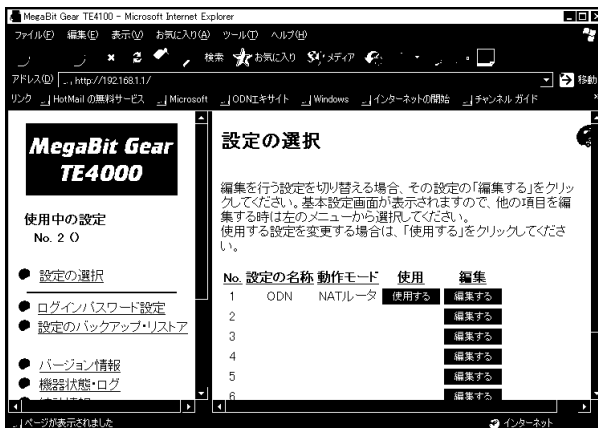 MegaBit Gear TE4100 - Microsoft Internet Explorer
ファイル(F) 編集(E) 表示(V) お気に入り(A) ツール(T) ヘルプ(H)
検索 お気に入り メディア
アドレス(D) http://192.168.1.1/ 移動
リンク HotMail の無料サービス Microsoft ODNエキサイト Windows インターネットの開始 チャンネル ガイド
MegaBit Gear
TE4000
使用中の設定
No. 2 ()
設定の選択
ログインパスワード設定
設定のバックアップ・リストア
バージョン情報
機器状態・ログ
設定の選択
編集を行う設定を切り替える場合、その設定の「編集する」をクリッ
クしてください。基本設定画面が表示されますので、他の項目を編
集する時は左のメニューから選択してください。
使用する設定を変更する場合は、「使用する」をクリックしてくださ
い。
No. 設定の名称 動作モード 使用 編集
1 ODN NATルータ 使用する 編集する
2 編集する
3 編集する
4 編集する
5 編集する
6 編集する
ページが表示されました インターネット